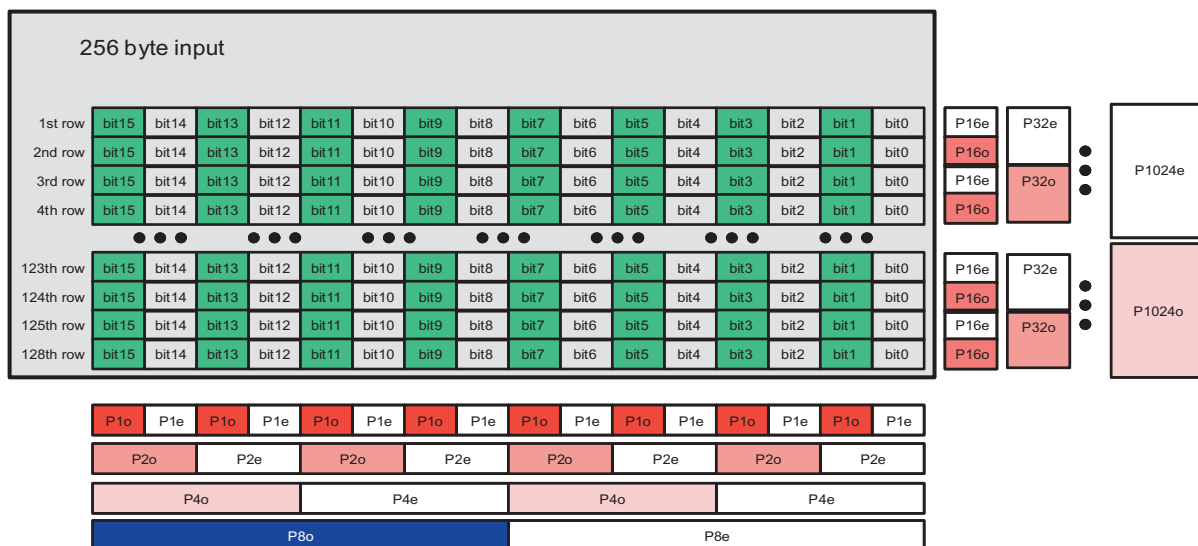 256 byte input
1st row bit15 bit14 bit13 bit12 bit11 bit10 bit9 bit8 bit7 bit6 bit5 bit4 bit3 bit2 bit1 bit0 P16e P32e
2nd row bit15 bit14 bit13 bit12 bit11 bit10 bit9 bit8 bit7 bit6 bit5 bit4 bit3 bit2 bit1 bit0 P16o
P1024e
3rd row bit15 bit14 bit13 bit12 bit11 bit10 bit9 bit8 bit7 bit6 bit5 bit4 bit3 bit2 bit1 bit0 P16e P32o
4th row bit15 bit14 bit13 bit12 bit11 bit10 bit9 bit8 bit7 bit6 bit5 bit4 bit3 bit2 bit1 bit0 P16o
123th row bit15 bit14 bit13 bit12 bit11 bit10 bit9 bit8 bit7 bit6 bit5 bit4 bit3 bit2 bit1 bit0 P16e P32e
124th row bit15 bit14 bit13 bit12 bit11 bit10 bit9 bit8 bit7 bit6 bit5 bit4 bit3 bit2 bit1 bit0 P16o
P1024o
125th row bit15 bit14 bit13 bit12 bit11 bit10 bit9 bit8 bit7 bit6 bit5 bit4 bit3 bit2 bit1 bit0 P16e P32o
128th row bit15 bit14 bit13 bit12 bit11 bit10 bit9 bit8 bit7 bit6 bit5 bit4 bit3 bit2 bit1 bit0 P16o
P1o P1e P1o P1e P1o P1e P1o P1e P1o P1e P1o P1e P1o P1e P1o P1e
P2o P2e P2o P2e P2o P2e P2o P2e
P4o P4e P4o P4e
P8o P8e